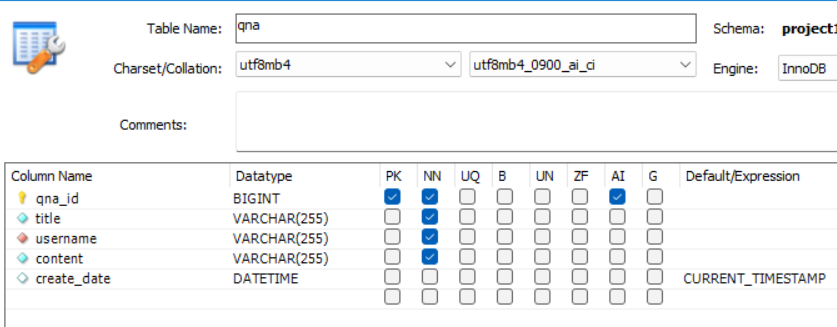 Table Name: qna Schema: project1
Charset/Collation: utf8mb4 utf8mb4_0900_ai_ci Engine: InnoDB
Comments:
Column Name Datatype PK NN UQ B UN ZF AI G Default/Expression
qna_id BIGINT
title VARCHAR(255)
username VARCHAR(255)
content VARCHAR(255)
create_date DATETIME CURRENT_TIMESTAMP